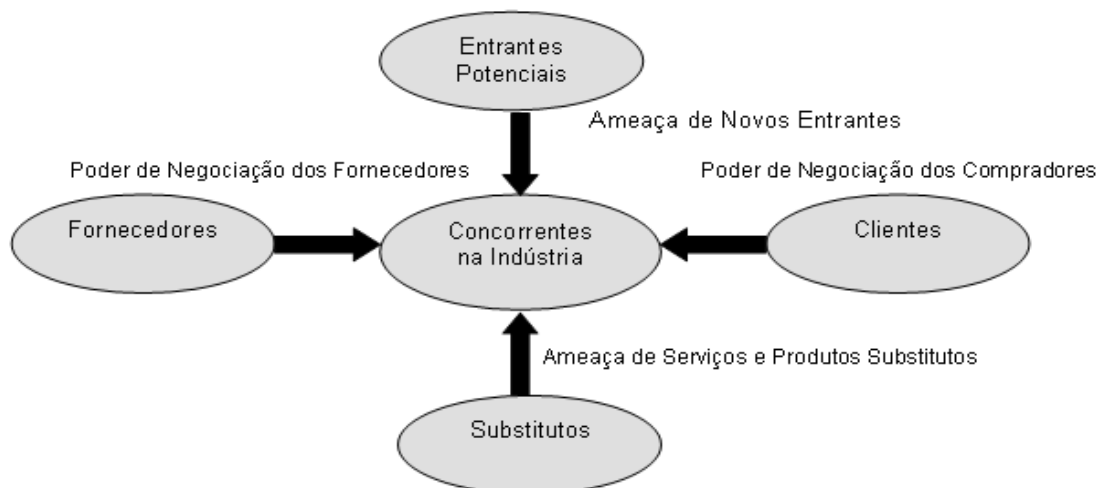 Entrantes
Potenciais
Ameaça de Novos Entrantes
Poder de Negociação dos Fornecedores
Poder de Negociação dos Compradores
Fornecedores
Concorrentes
na Indústria
Clientes
Ameaça de Serviços e Produtos Substitutos
Substitutos